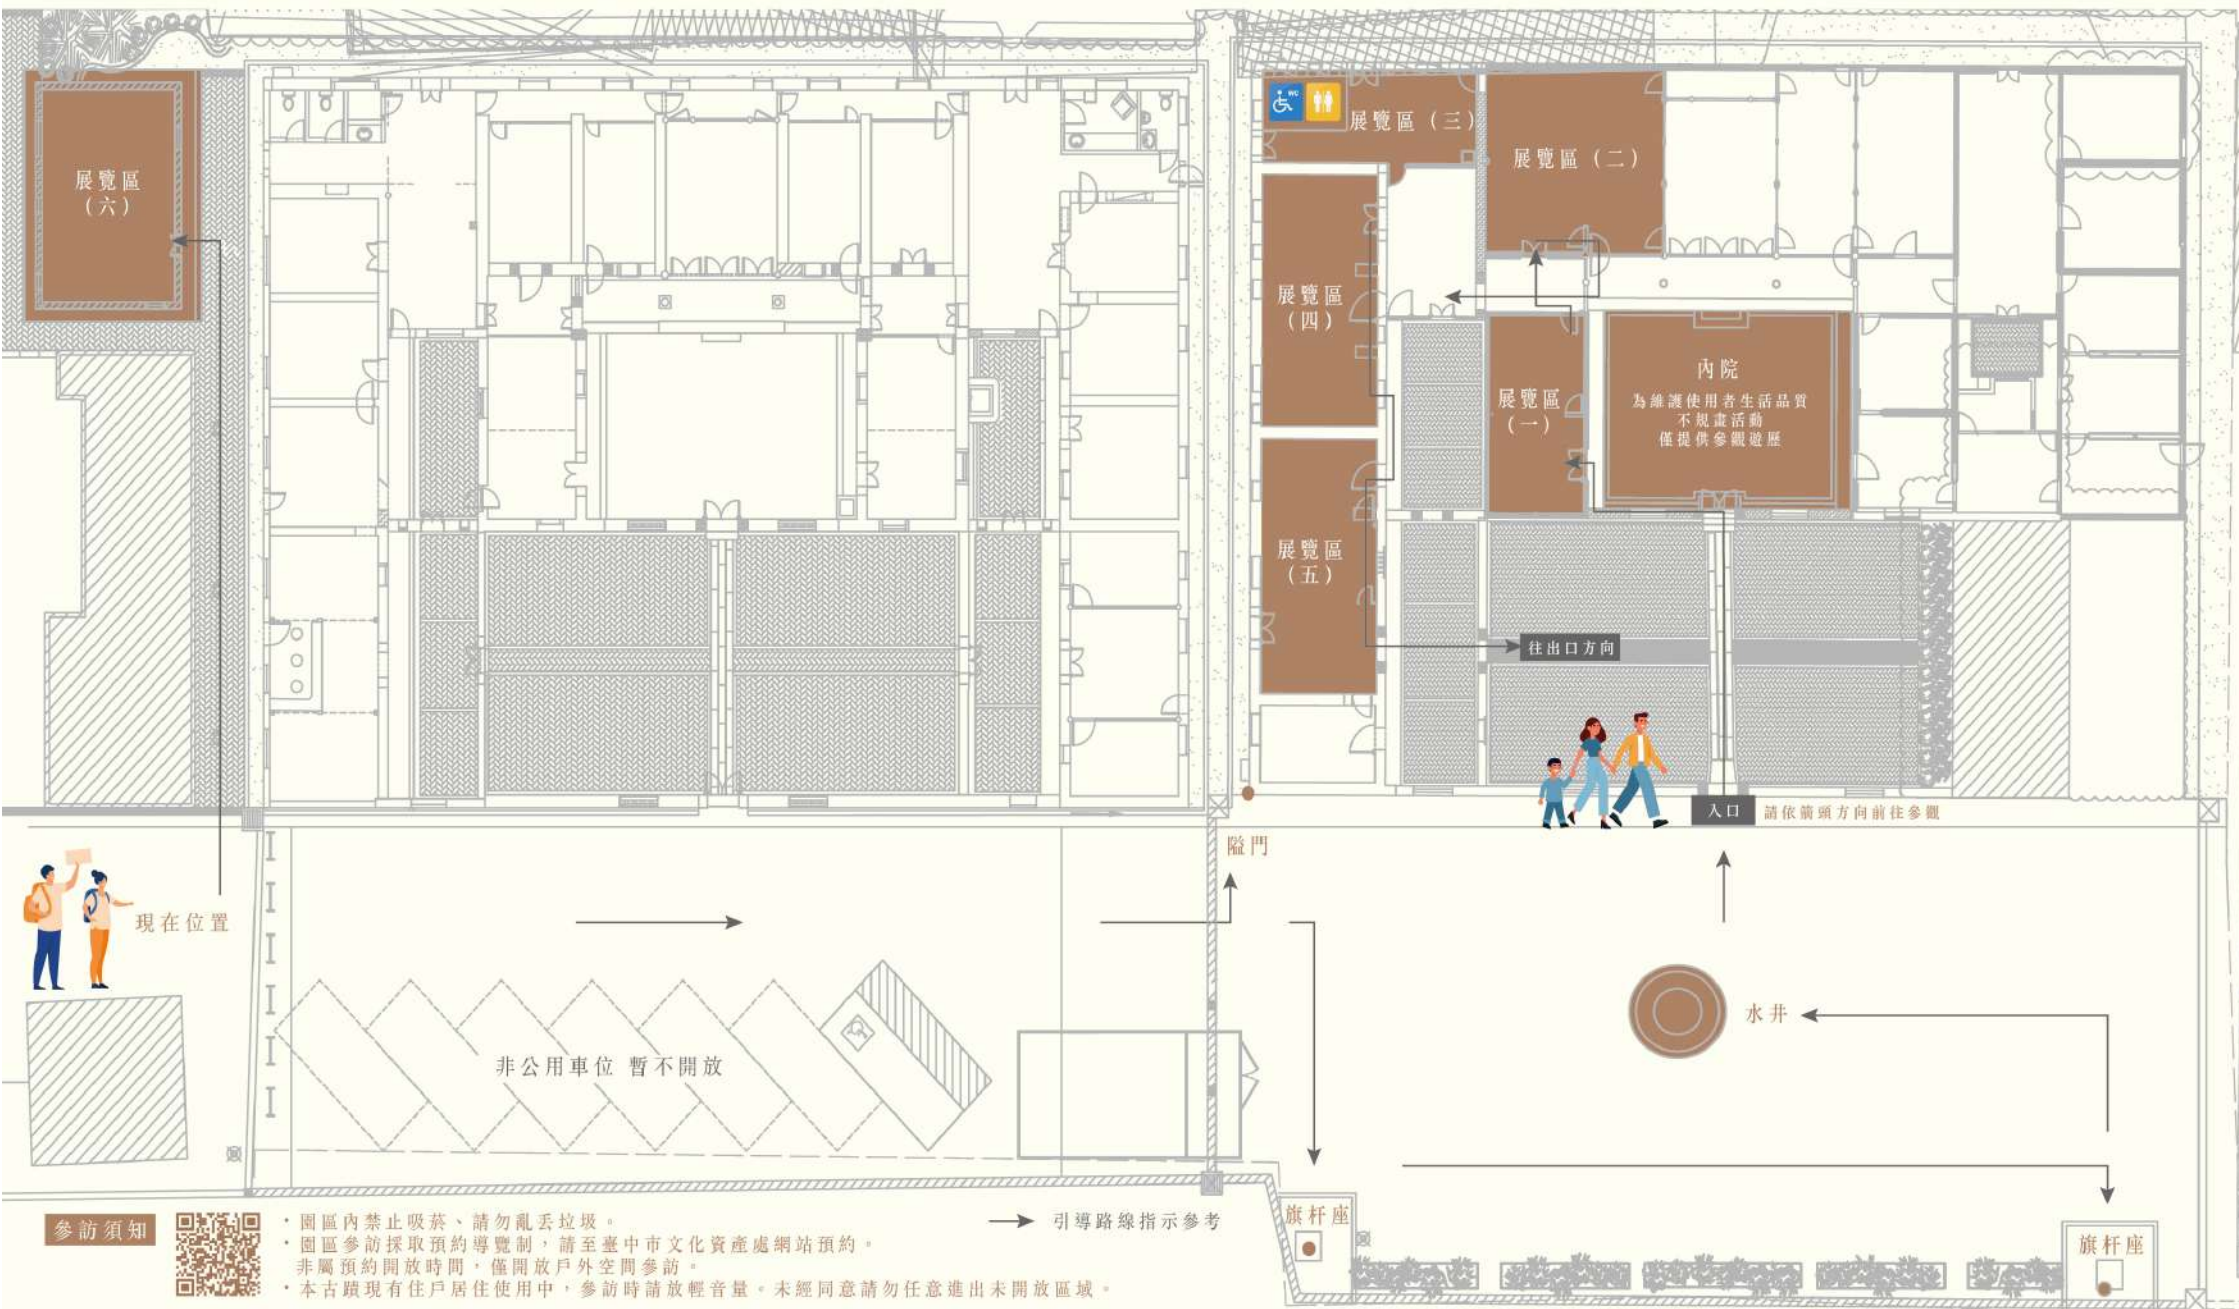 WC
展覽區（三）
展覽區（二）
展覽區
（六）
展覽區
（四）
內院
為維護使用者生活品質
不規畫活動
僅提供參觀遊歷
展覽區
（一）
展覽區
（五）
往出口方向
入口
請依箭頭方向前往參觀
隘門
現在位置
水井
非公用車位 暫不開放
參訪須知
・園區內禁止吸菸、請勿亂丟垃圾。
・園區參訪採取預約導覽制，請至臺中市文化資產處網站預約。
非屬預約開放時間，僅開放戶外空間參訪。
・本古蹟現有住戶居住使用中，參訪時請放輕音量。未經同意請勿任意進出未開放區域。
引導路線指示參考
旗杆座
旗杆座